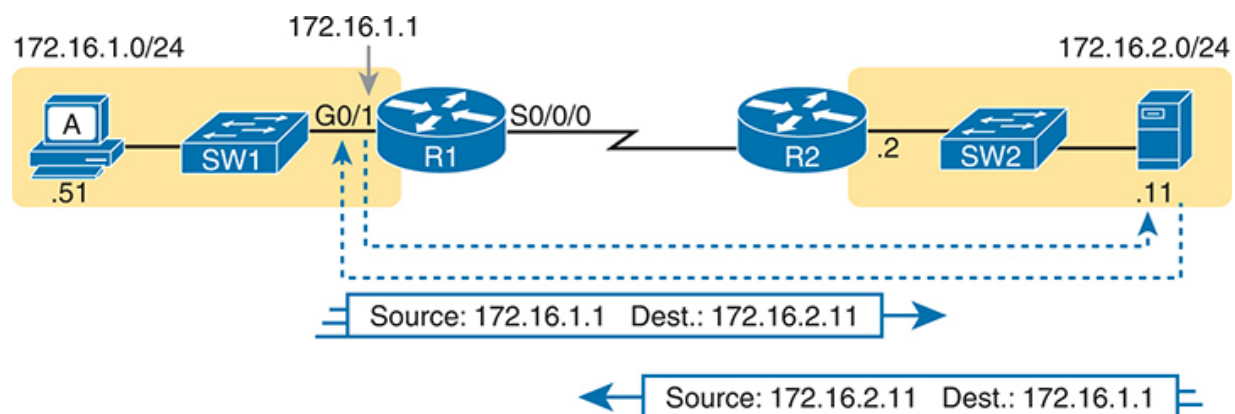 172.16.1.1
172.16.1.0/24
172.16.2.0/24
A
G0/1
S0/0/0
SW1
R1
R2
.2
SW2
.51
.11
Source: 172.16.1.1 Dest.: 172.16.2.11
Source: 172.16.2.11 Dest.: 172.16.1.1